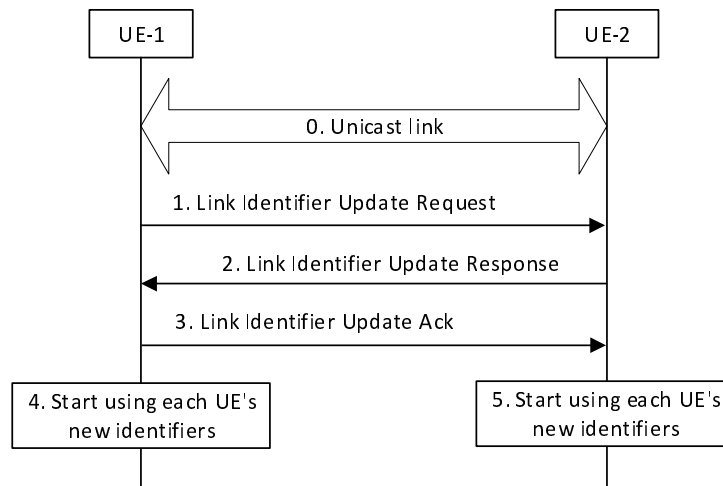 UE-1
UE-2
0. Unicast link
1. Link Identifier Update Request
2. Link Identifier Update Response
3. Link Identifier Update Ack
4. Start using each UE's
new identifiers
5. Start using each UE's
new identifiers